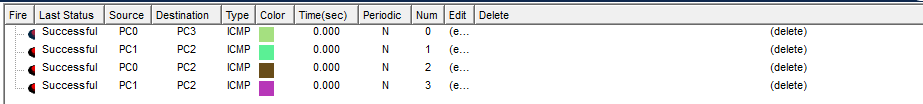 Fire Last Status Source Destination Type Color Time(sec) Periodic Num Edit Delete
Successful PC0 PC3 ICMP 0.000 N 0 (e... (delete)
Successful PC1 PC2 ICMP 0.000 N 1 (e... (delete)
Successful PC0 PC2 ICMP 0.000 N 2 (e... (delete)
Successful PC1 PC2 ICMP 0.000 N 3 (e... (delete)